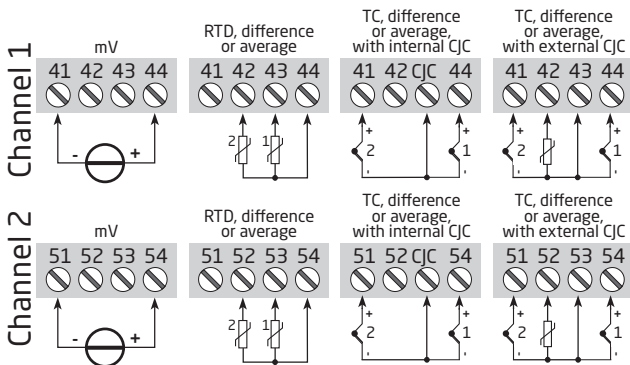 Channel 1
mV
41 42 43 44
- +
RTD, difference
or average
41 42 43 44
2 1
TC, difference
or average,
with internal CJC
41 42 CJC 44
+ +
2 1
- -
TC, difference
or average,
with external CJC
41 42 43 44
+ +
2 1
- -
Channel 2
mV
51 52 53 54
- +
RTD, difference
or average
51 52 53 54
2 1
TC, difference
or average,
with internal CJC
51 52 CJC 54
+ +
2 1
- -
TC, difference
or average,
with external CJC
51 52 53 54
+ +
2 1
- -